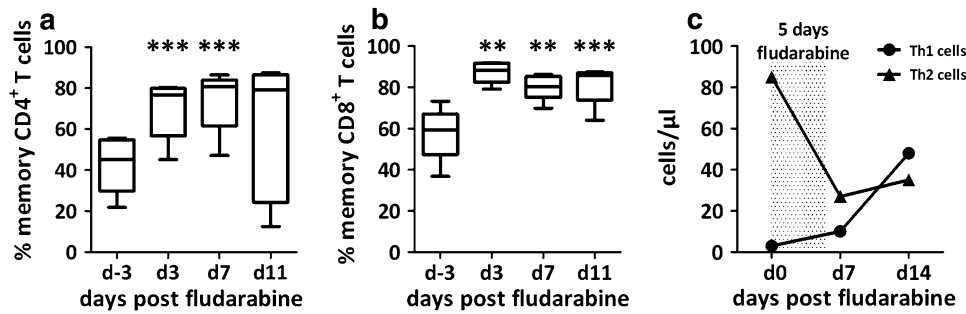 a
% memory CD4⁺ T cells
100
80
60
40
20
0
*** ***
d-3 d3 d7 d11
days post fludarabine
b
% memory CD8⁺ T cells
100
80
60
40
20
0
** ** ***
d-3 d3 d7 d11
days post fludarabine
c
5 days
fludarabine
Th1 cells
Th2 cells
cells/µl
100
80
60
40
20
0
d0 d7 d14
days post fludarabine